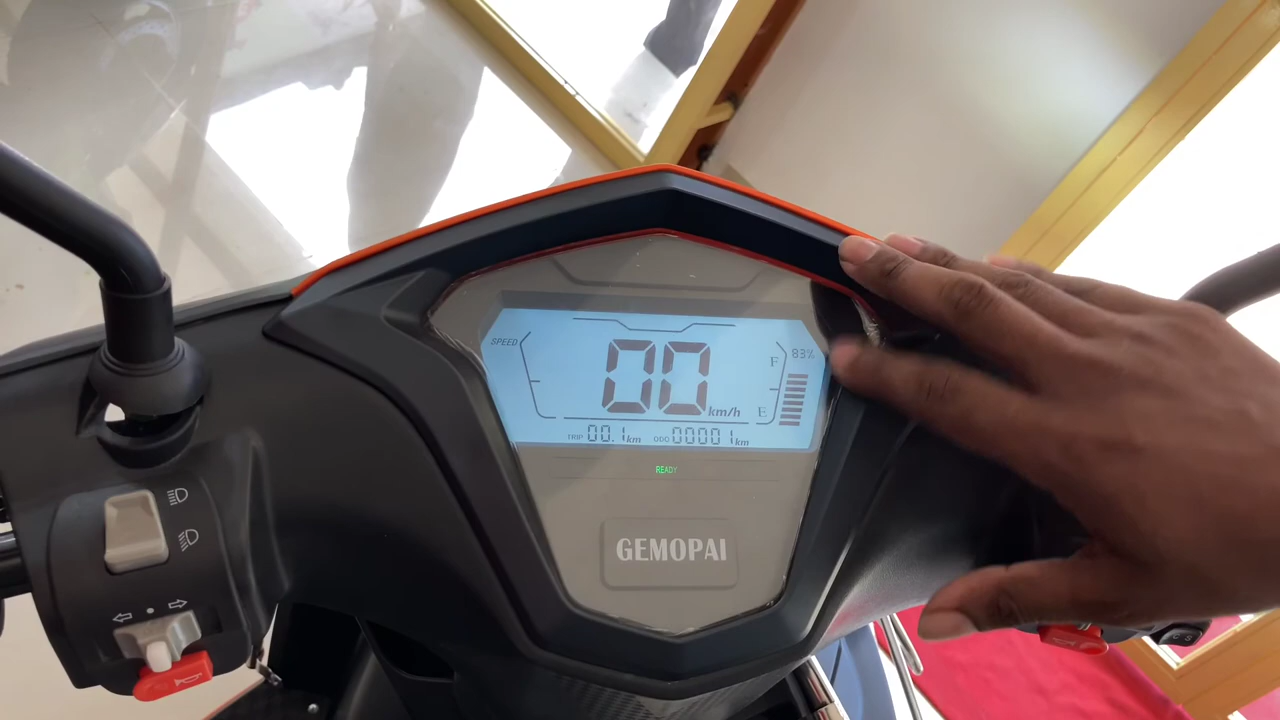 SPEED
00 km/h
F
83%
E
TRIP 00.1 km ODO 00001 km
READY
GEMOPAI
S